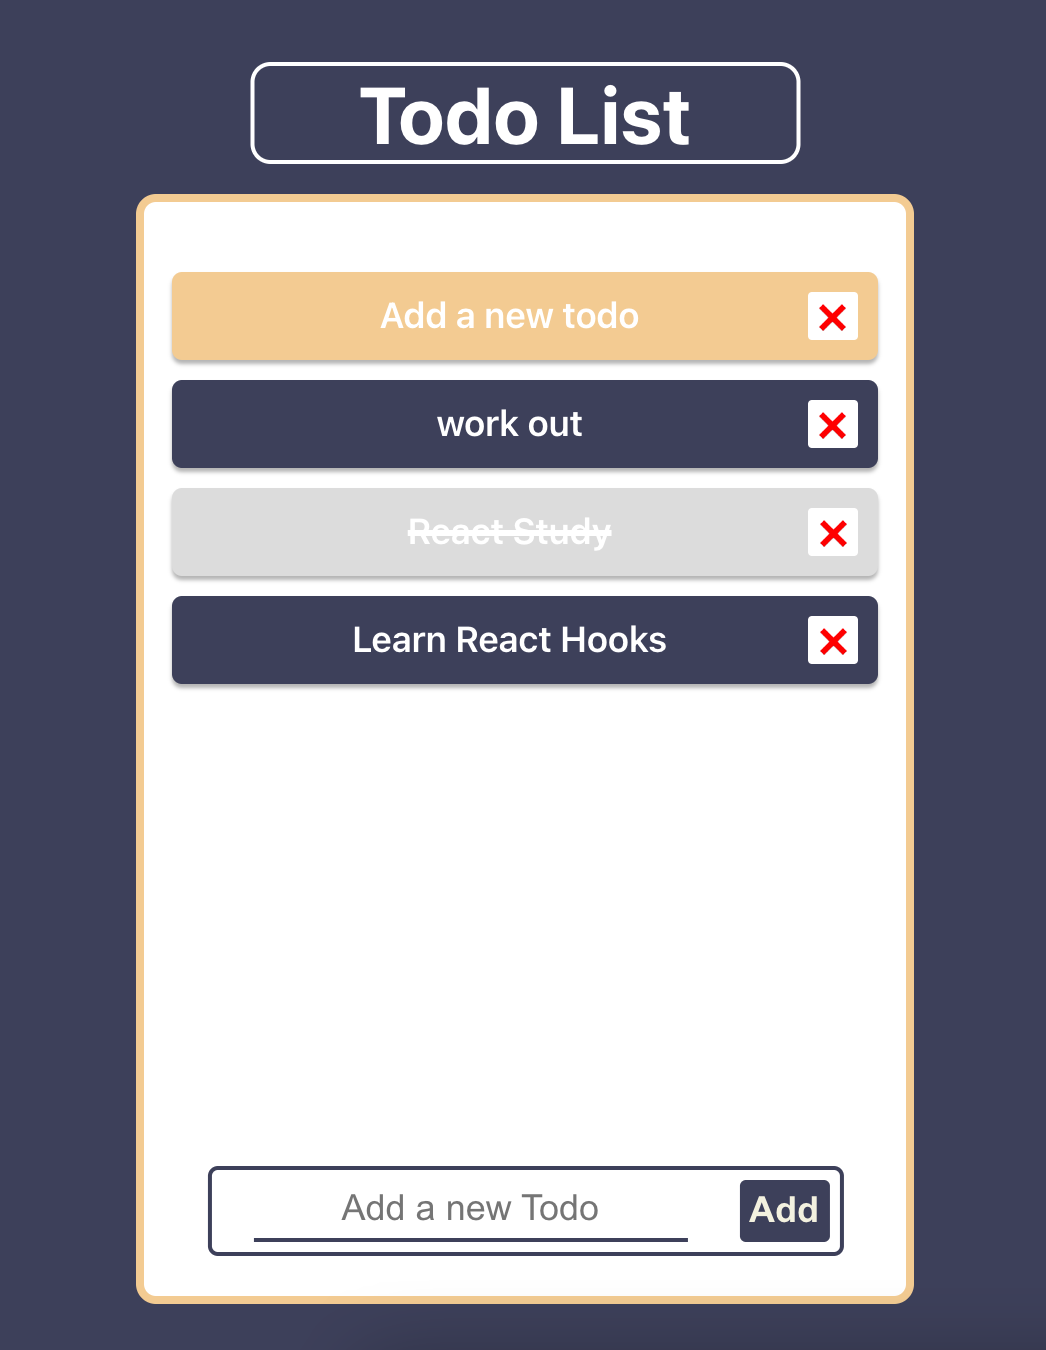 Todo List
Add a new todo
work out
React Study
Learn React Hooks
Add a new Todo
Add